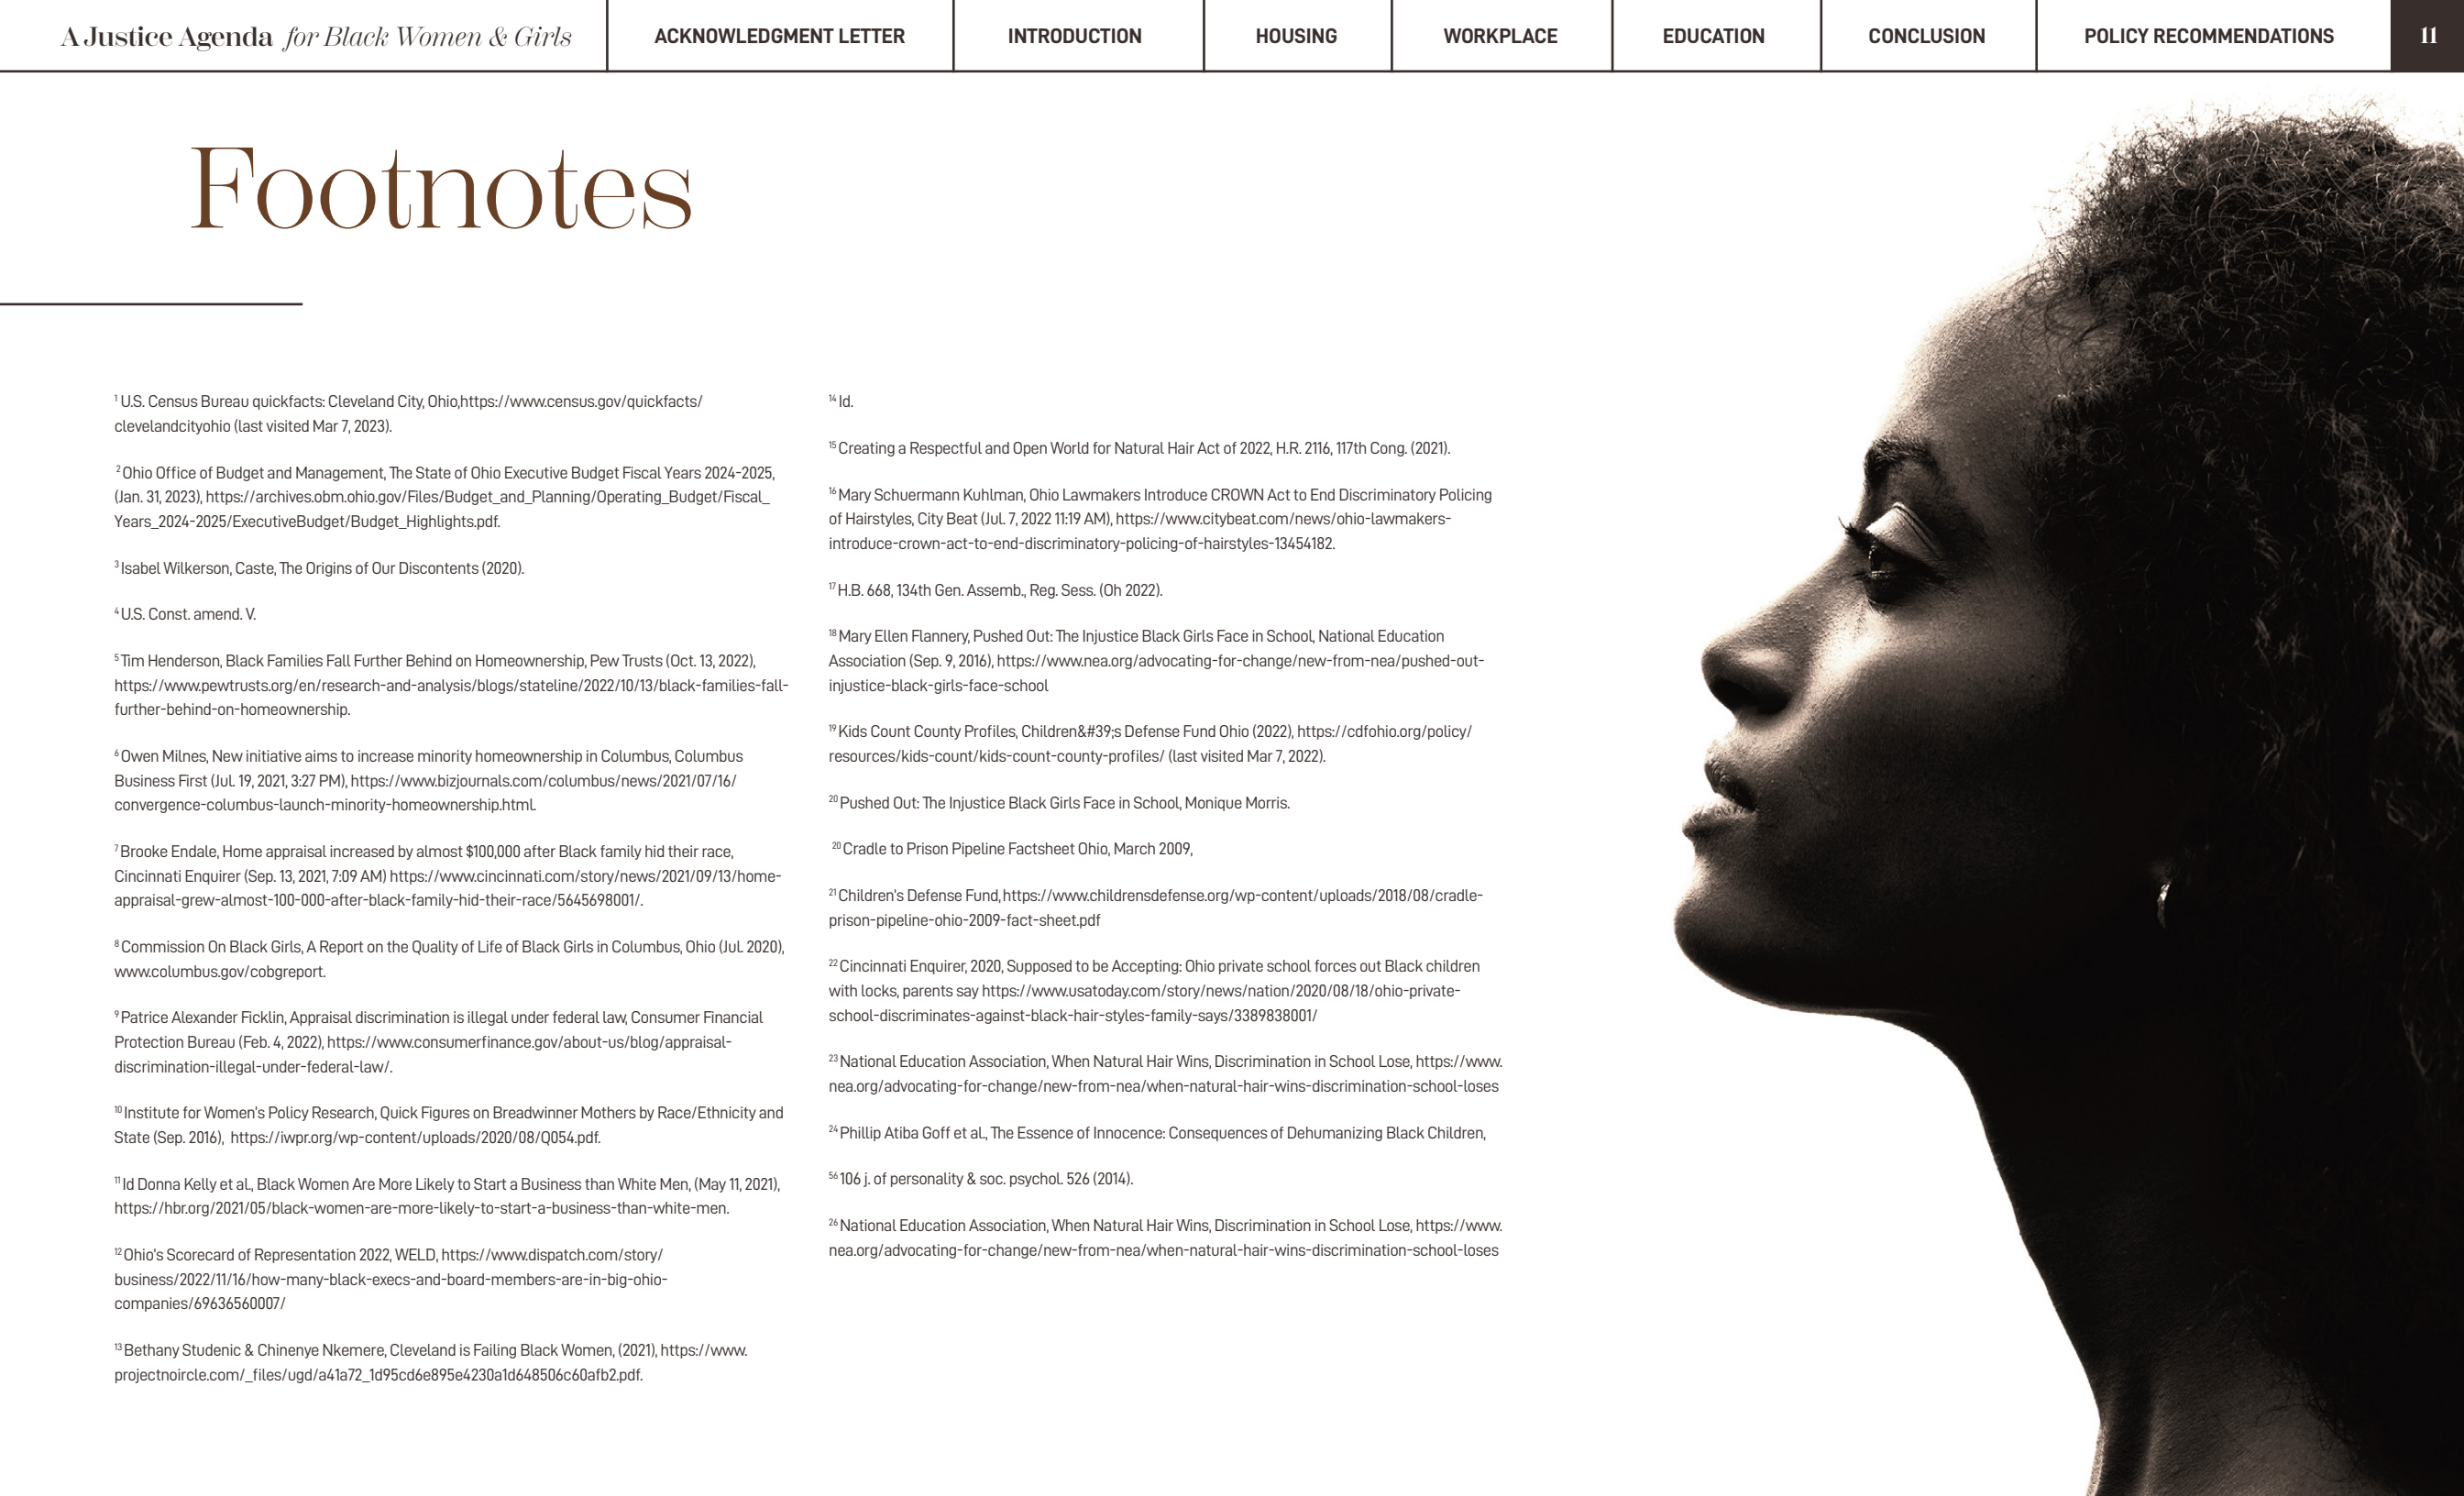 A Justice Agenda for Black Women & Girls
ACKNOWLEDGMENT LETTER
INTRODUCTION
HOUSING
WORKPLACE
EDUCATION
CONCLUSION
POLICY RECOMMENDATIONS
11
Footnotes
1 U.S. Census Bureau quickfacts: Cleveland City, Ohio,https://www.census.gov/quickfacts/
clevelandcityohio (last visited Mar 7, 2023).
2 Ohio Office of Budget and Management, The State of Ohio Executive Budget Fiscal Years 2024-2025,
(Jan. 31, 2023), https://archives.obm.ohio.gov/Files/Budget_and_Planning/Operating_Budget/Fiscal_
Years_2024-2025/ExecutiveBudget/Budget_Highlights.pdf.
3 Isabel Wilkerson, Caste, The Origins of Our Discontents (2020).
4 U.S. Const. amend. V.
5 Tim Henderson, Black Families Fall Further Behind on Homeownership, Pew Trusts (Oct. 13, 2022),
https://www.pewtrusts.org/en/research-and-analysis/blogs/stateline/2022/10/13/black-families-fall-
further-behind-on-homeownership.
6 Owen Milnes, New initiative aims to increase minority homeownership in Columbus, Columbus
Business First (Jul. 19, 2021, 3:27 PM), https://www.bizjournals.com/columbus/news/2021/07/16/
convergence-columbus-launch-minority-homeownership.html.
7 Brooke Endale, Home appraisal increased by almost $100,000 after Black family hid their race,
Cincinnati Enquirer (Sep. 13, 2021, 7:09 AM) https://www.cincinnati.com/story/news/2021/09/13/home-
appraisal-grew-almost-100-000-after-black-family-hid-their-race/5645698001/.
8 Commission On Black Girls, A Report on the Quality of Life of Black Girls in Columbus, Ohio (Jul. 2020),
www.columbus.gov/cobgreport.
9 Patrice Alexander Ficklin, Appraisal discrimination is illegal under federal law, Consumer Financial
Protection Bureau (Feb. 4, 2022), https://www.consumerfinance.gov/about-us/blog/appraisal-
discrimination-illegal-under-federal-law/.
10 Institute for Women's Policy Research, Quick Figures on Breadwinner Mothers by Race/Ethnicity and
State (Sep. 2016), https://iwpr.org/wp-content/uploads/2020/08/Q054.pdf.
11 Id Donna Kelly et al., Black Women Are More Likely to Start a Business than White Men, (May 11, 2021),
https://hbr.org/2021/05/black-women-are-more-likely-to-start-a-business-than-white-men.
12 Ohio's Scorecard of Representation 2022, WELD, https://www.dispatch.com/story/
business/2022/11/16/how-many-black-execs-and-board-members-are-in-big-ohio-
companies/69636560007/
13 Bethany Studenic & Chinenye Nkemere, Cleveland is Failing Black Women, (2021), https://www.
projectnoircle.com/_files/ugd/a41a72_1d95cd6e895e4230a1d648506c60afb2.pdf.
14 Id.
15 Creating a Respectful and Open World for Natural Hair Act of 2022, H.R. 2116, 117th Cong. (2021).
16 Mary Schuermann Kuhlman, Ohio Lawmakers Introduce CROWN Act to End Discriminatory Policing
of Hairstyles, City Beat (Jul. 7, 2022 11:19 AM), https://www.citybeat.com/news/ohio-lawmakers-
introduce-crown-act-to-end-discriminatory-policing-of-hairstyles-13454182.
17 H.B. 668, 134th Gen. Assemb., Reg. Sess. (Oh 2022).
18 Mary Ellen Flannery, Pushed Out: The Injustice Black Girls Face in School, National Education
Association (Sep. 9, 2016), https://www.nea.org/advocating-for-change/new-from-nea/pushed-out-
injustice-black-girls-face-school
19 Kids Count County Profiles, Children&#39;s Defense Fund Ohio (2022), https://cdfohio.org/policy/
resources/kids-count/kids-count-county-profiles/ (last visited Mar 7, 2022).
20 Pushed Out: The Injustice Black Girls Face in School, Monique Morris.
20 Cradle to Prison Pipeline Factsheet Ohio, March 2009,
21 Children's Defense Fund, https://www.childrensdefense.org/wp-content/uploads/2018/08/cradle-
prison-pipeline-ohio-2009-fact-sheet.pdf
22 Cincinnati Enquirer, 2020, Supposed to be Accepting: Ohio private school forces out Black children
with locks, parents say https://www.usatoday.com/story/news/nation/2020/08/18/ohio-private-
school-discriminates-against-black-hair-styles-family-says/3389838001/
23 National Education Association, When Natural Hair Wins, Discrimination in School Lose, https://www.
nea.org/advocating-for-change/new-from-nea/when-natural-hair-wins-discrimination-school-loses
24 Phillip Atiba Goff et al., The Essence of Innocence: Consequences of Dehumanizing Black Children,
56 106 j. of personality & soc. psychol. 526 (2014).
26 National Education Association, When Natural Hair Wins, Discrimination in School Lose, https://www.
nea.org/advocating-for-change/new-from-nea/when-natural-hair-wins-discrimination-school-loses